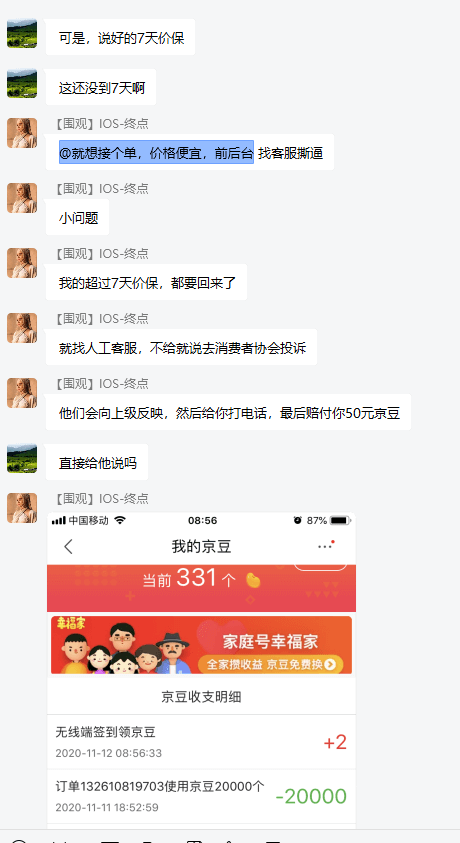 可是，说好的7天价保
这还没到7天啊
【围观】IOS-终点
@就想接个单，价格便宜，前后台 找客服撕逼
【围观】IOS-终点
小问题
【围观】IOS-终点
我的超过7天价保，都要回来了
【围观】IOS-终点
就找人工客服，不给就说去消费者协会投诉
【围观】IOS-终点
他们会向上级反映，然后给你打电话，最后赔付你50元京豆
直接给他说吗
【围观】IOS-终点
中国移动 08:56 87%
我的京豆
当前 331 个
幸福家
家庭号幸福家
全家攒收益 京豆免费换
京豆收支明细
无线端签到领京豆
+2
2020-11-12 08:56:33
订单132610819703使用京豆20000个
-20000
2020-11-11 18:52:59